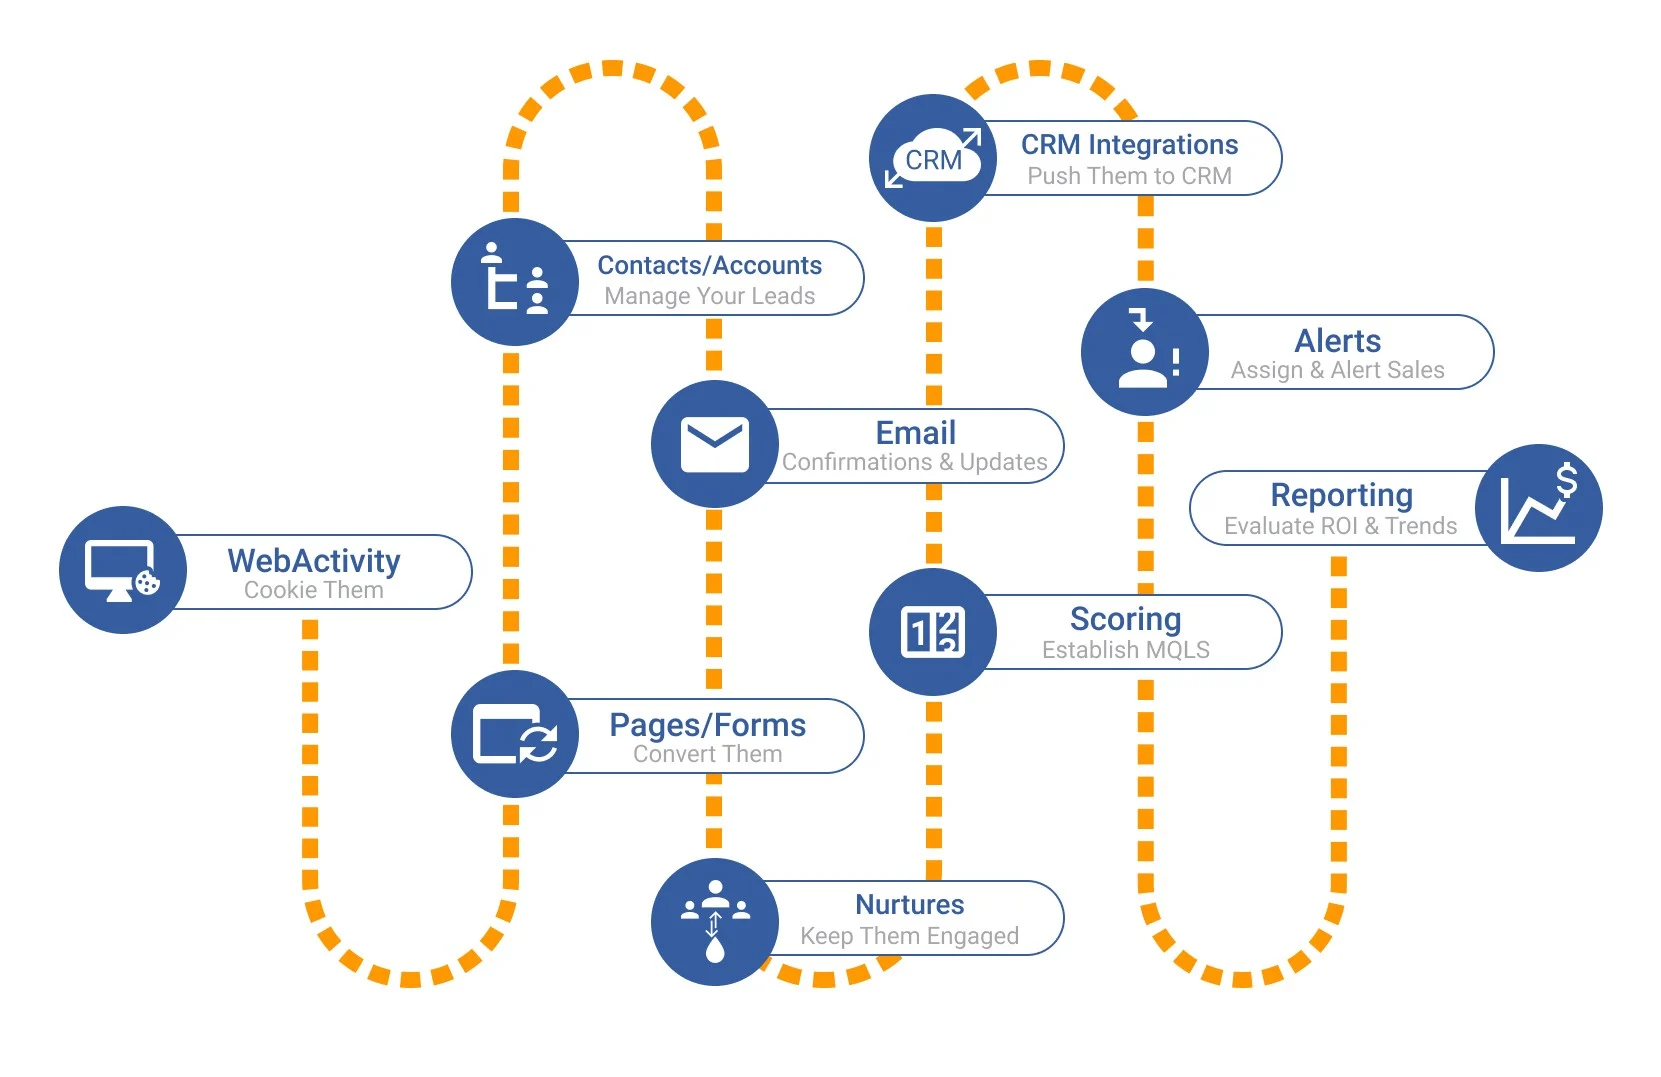 WebActivity
Cookie Them
Pages/Forms
Convert Them
Contacts/Accounts
Manage Your Leads
Email
Confirmations & Updates
Nurtures
Keep Them Engaged
1 2
3
Scoring
Establish MQLS
CRM
CRM Integrations
Push Them to CRM
!
Alerts
Assign & Alert Sales
Reporting
Evaluate ROI & Trends
$